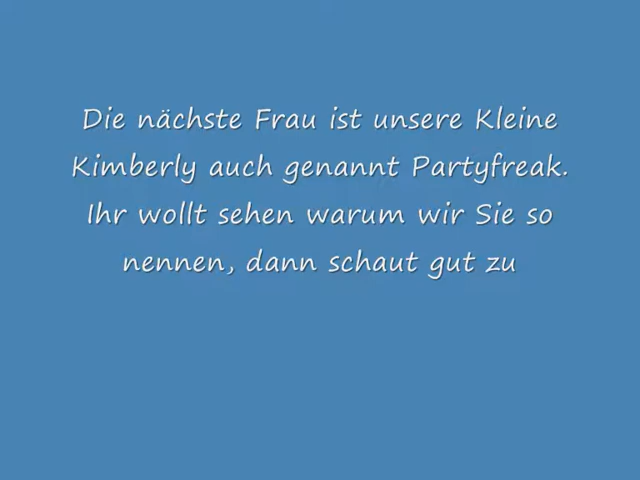 Die nächste Frau ist unsere Kleine
Kimberly auch genannt Partyfreak.
Ihr wollt sehen warum wir Sie so
nennen, dann schaut gut zu